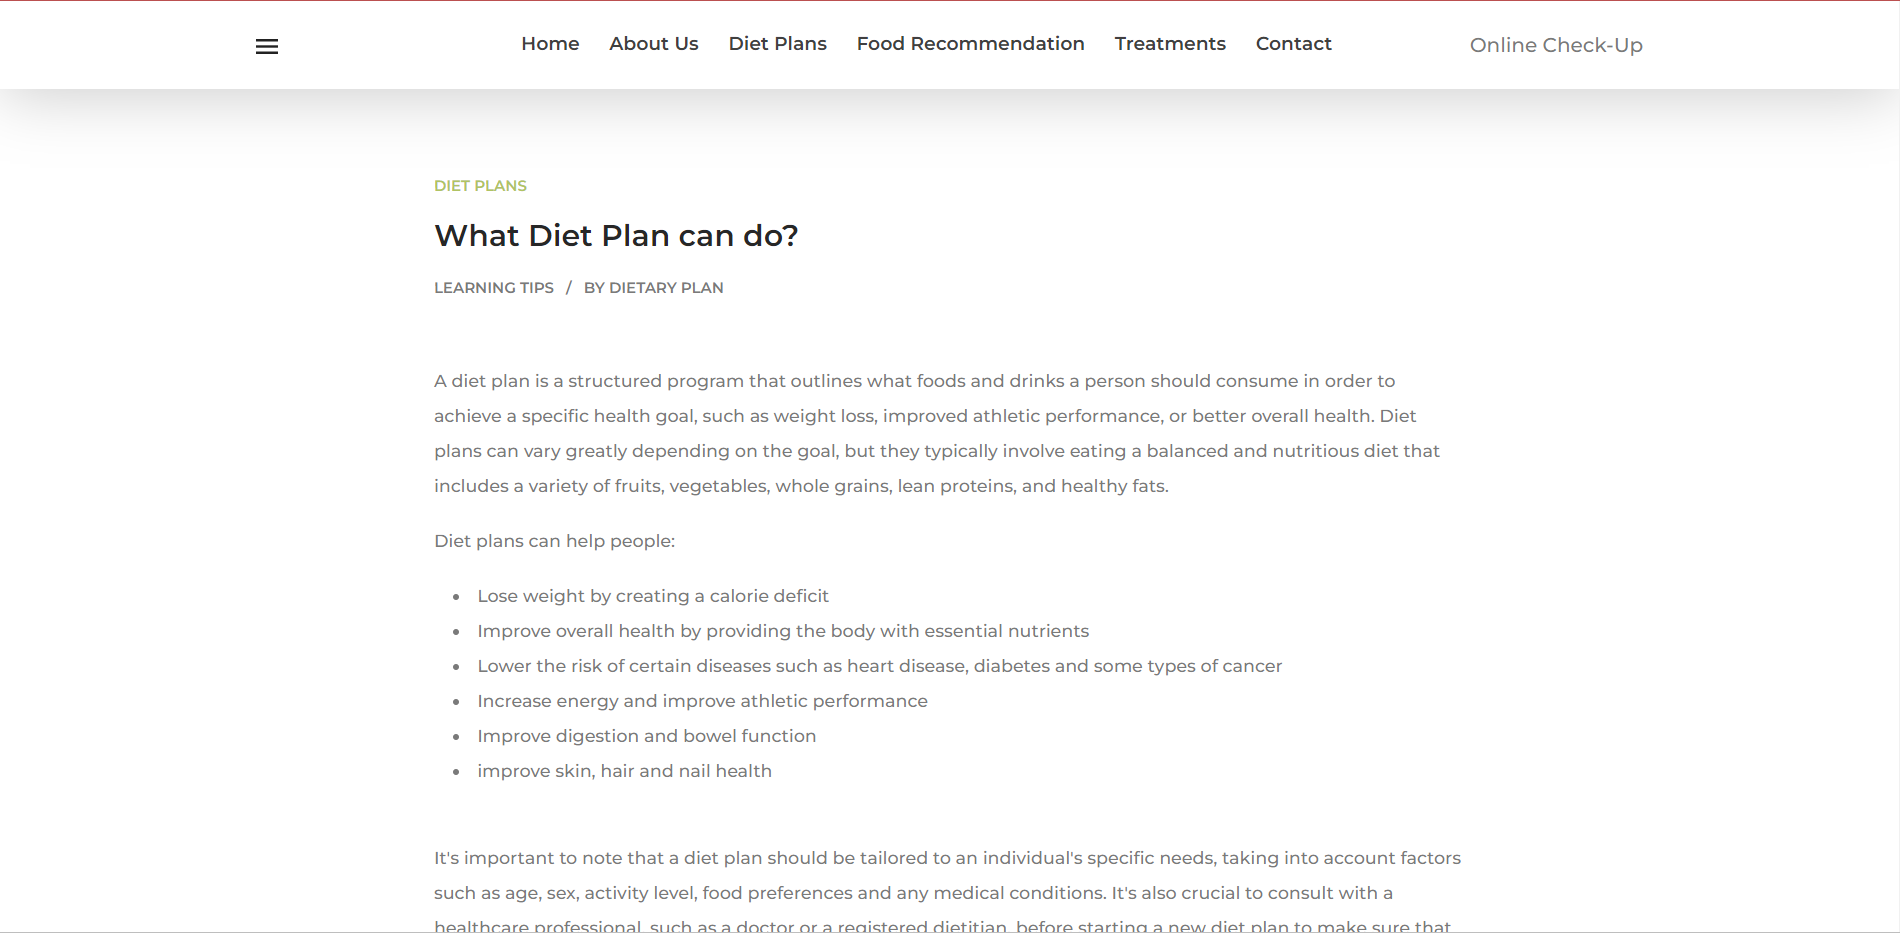 Home About Us Diet Plans Food Recommendation Treatments Contact Online Check-Up
DIET PLANS
What Diet Plan can do?
LEARNING TIPS / BY DIETARY PLAN
A diet plan is a structured program that outlines what foods and drinks a person should consume in order to
achieve a specific health goal, such as weight loss, improved athletic performance, or better overall health. Diet
plans can vary greatly depending on the goal, but they typically involve eating a balanced and nutritious diet that
includes a variety of fruits, vegetables, whole grains, lean proteins, and healthy fats.
Diet plans can help people:
• Lose weight by creating a calorie deficit
• Improve overall health by providing the body with essential nutrients
• Lower the risk of certain diseases such as heart disease, diabetes and some types of cancer
• Increase energy and improve athletic performance
• Improve digestion and bowel function
• improve skin, hair and nail health
It's important to note that a diet plan should be tailored to an individual's specific needs, taking into account factors
such as age, sex, activity level, food preferences and any medical conditions. It's also crucial to consult with a
healthcare professional, such as a doctor or a registered dietitian, before starting a new diet plan to make sure that